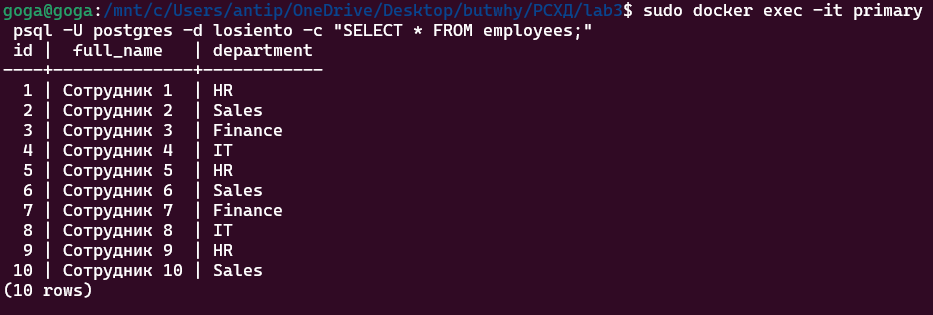 goga@goga:/mnt/c/Users/antip/OneDrive/Desktop/butwhy/РСХД/lab3$ sudo docker exec -it primary
psql -U postgres -d losiento -c "SELECT * FROM employees;"
 id |  full_name   | department
----+--------------+------------
  1 | Сотрудник 1  | HR
  2 | Сотрудник 2  | Sales
  3 | Сотрудник 3  | Finance
  4 | Сотрудник 4  | IT
  5 | Сотрудник 5  | HR
  6 | Сотрудник 6  | Sales
  7 | Сотрудник 7  | Finance
  8 | Сотрудник 8  | IT
  9 | Сотрудник 9  | HR
 10 | Сотрудник 10 | Sales
(10 rows)